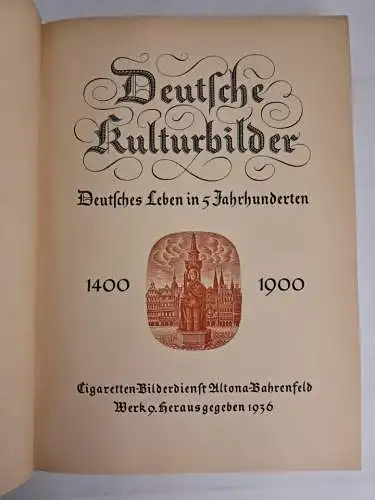 Deutſche
Kulturbilder
Deutſches Leben in 5 Jahrhunderten
1400 1900
Cigaretten-Bilderdienſt Altona-Bahrenfeld
Werk 9. Herausgegeben 1936